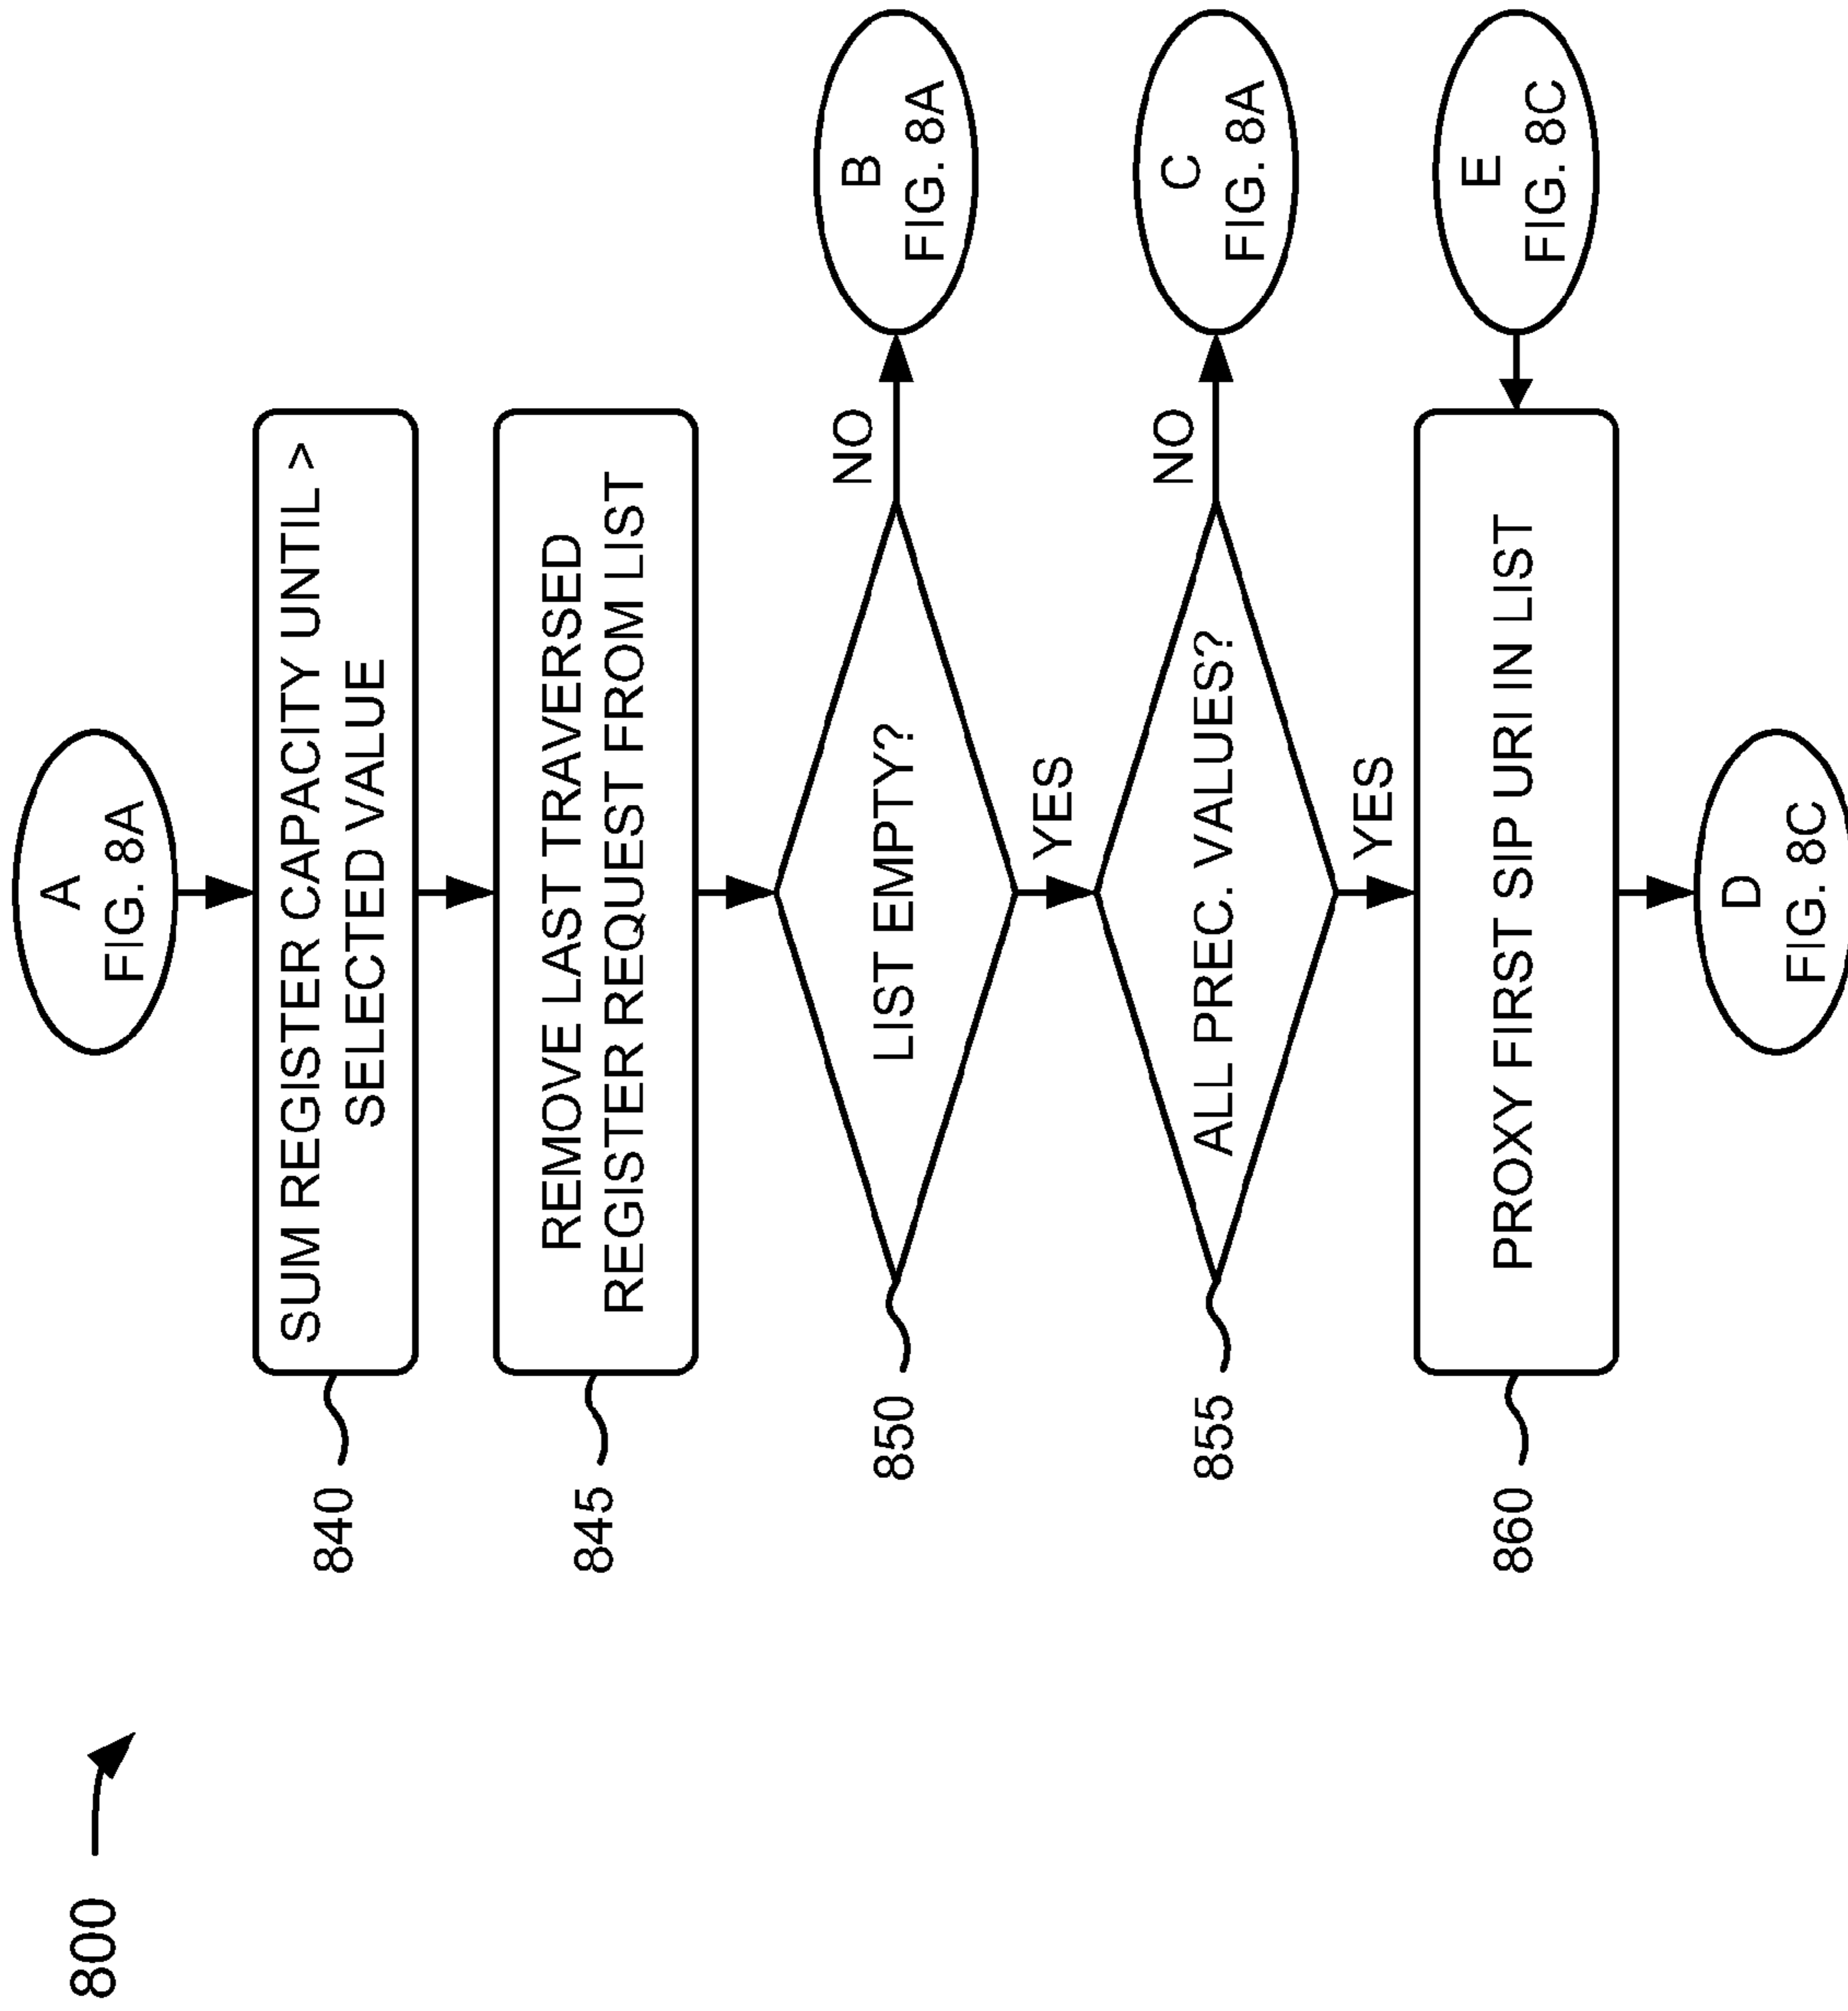 800
A
FIG. 8A
840
SUM REGISTER CAPACITY UNTIL >
SELECTED VALUE
845
REMOVE LAST TRAVERSED
REGISTER REQUEST FROM LIST
850
LIST EMPTY?
NO
B
FIG. 8A
YES
855
ALL PREC. VALUES?
NO
C
FIG. 8A
YES
860
PROXY FIRST SIP URI IN LIST
E
FIG. 8C
D
FIG. 8C